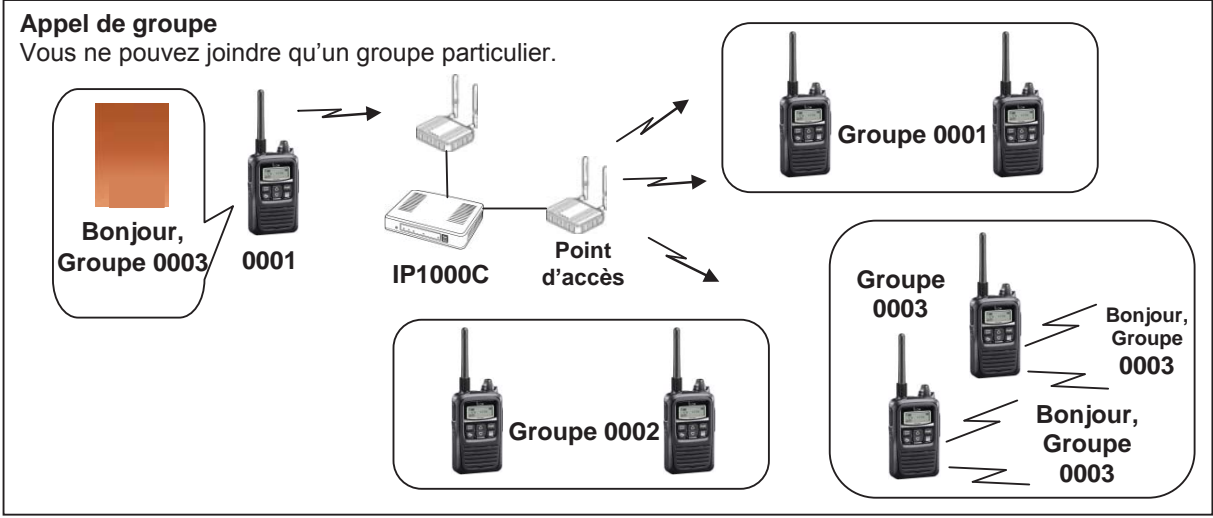 Appel de groupe
Vous ne pouvez joindre qu’un groupe particulier.
Bonjour,
Groupe 0003
0001
IP1000C
Point
d’accès
Groupe 0001
Groupe 0002
Groupe
0003
Bonjour,
Groupe
0003
Bonjour,
Groupe
0003